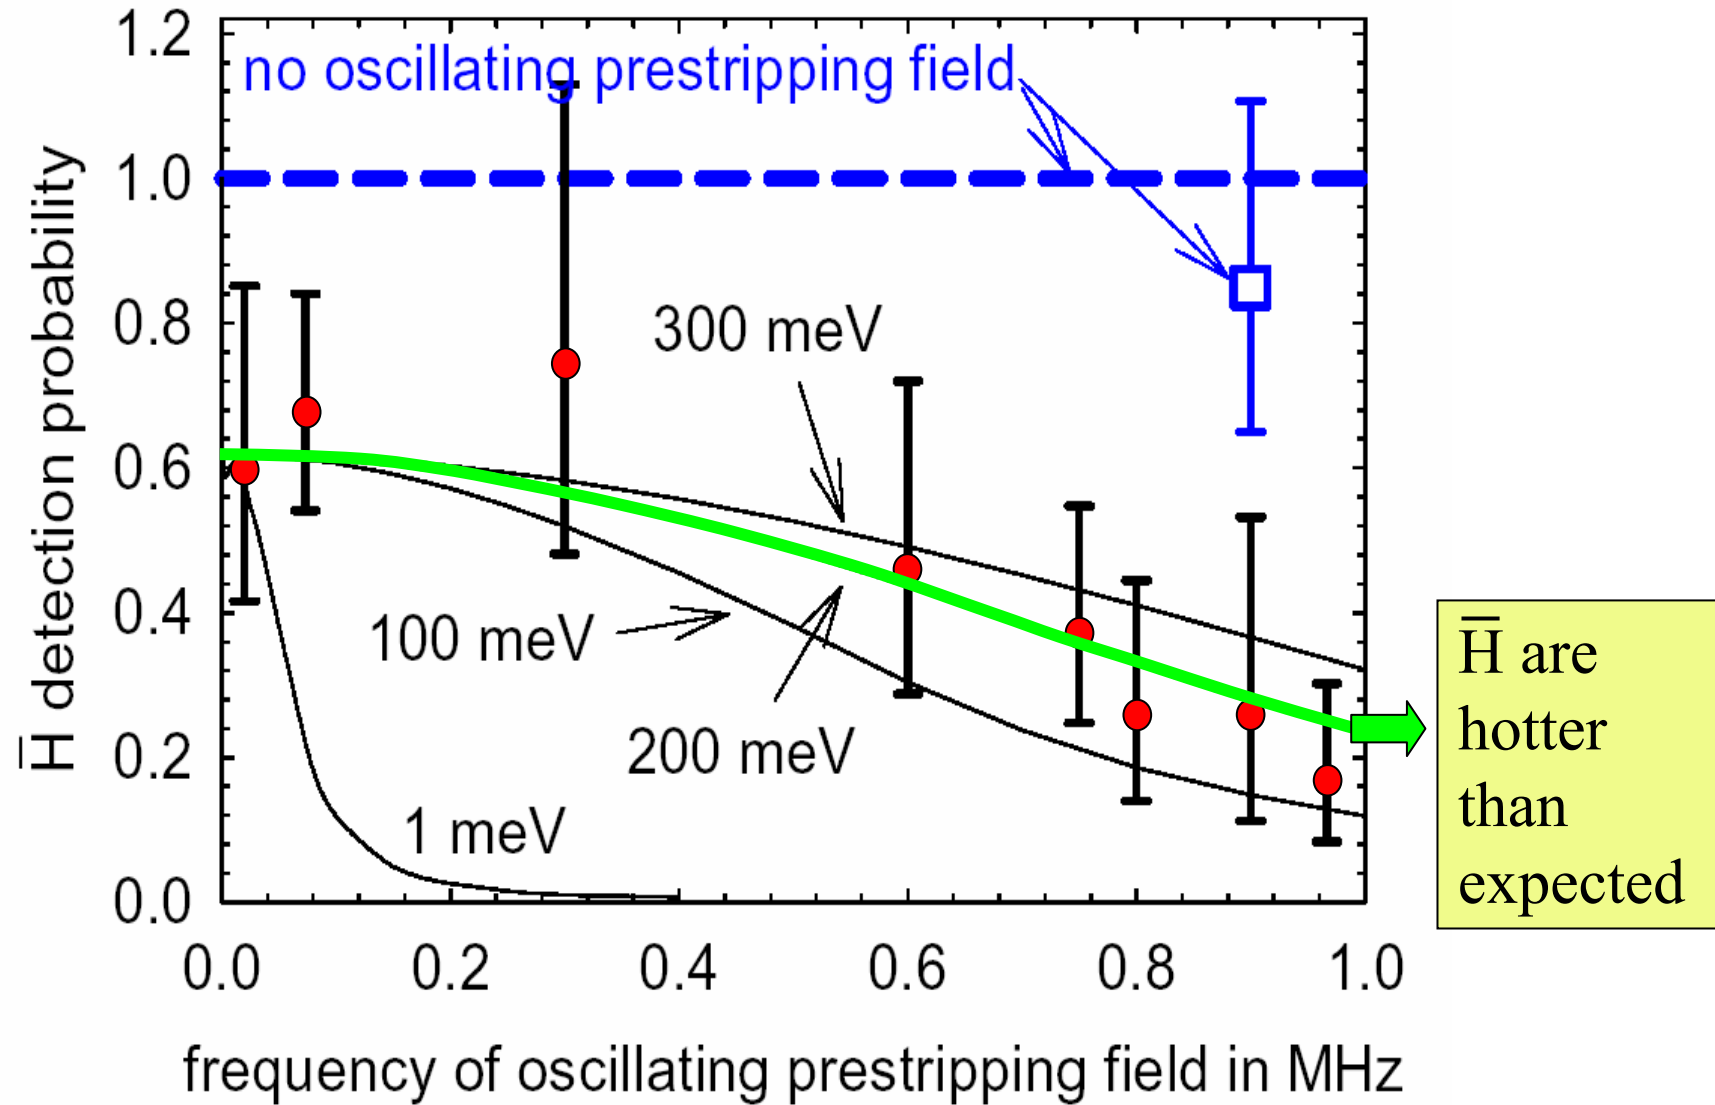 H̅ detection probability
1.2
1.0
0.8
0.6
0.4
0.2
0.0
no oscillating prestripping field
300 meV
100 meV
200 meV
1 meV
0.0 0.2 0.4 0.6 0.8 1.0
frequency of oscillating prestripping field in MHz
H̅ are
hotter
than
expected